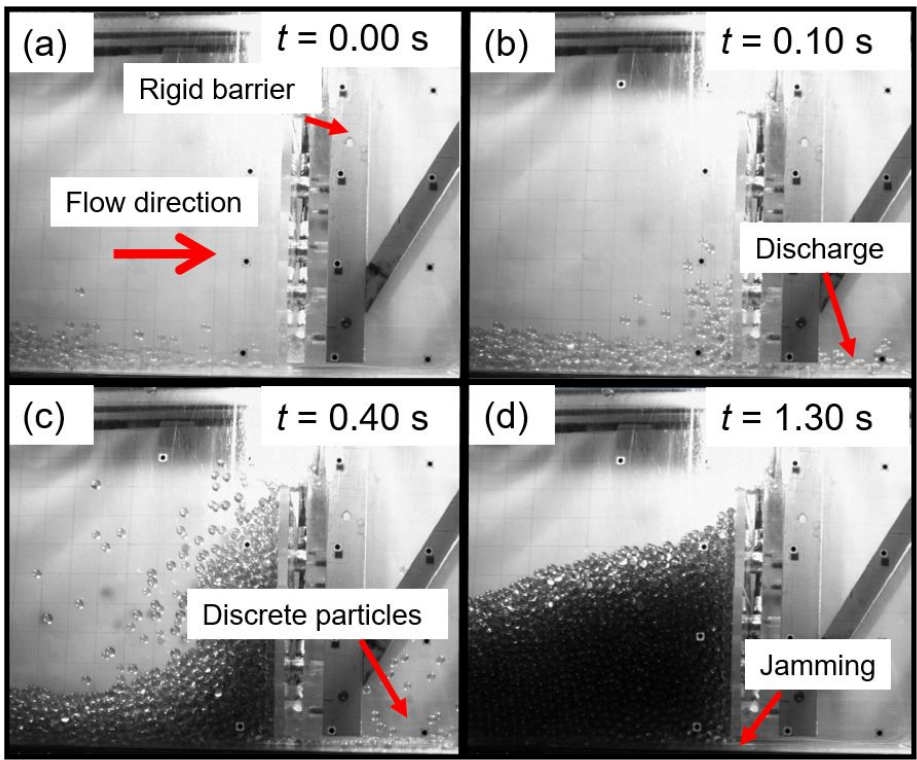 (a)
t = 0.00 s
Rigid barrier
Flow direction
(b)
t = 0.10 s
Discharge
(c)
t = 0.40 s
Discrete particles
(d)
t = 1.30 s
Jamming